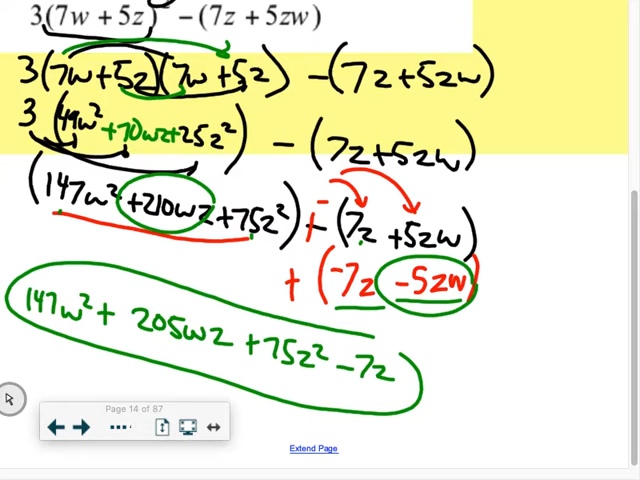 3(7w + 5z) − (7z + 5zw)
3(7w+5z)(7w+5z) −(7z+5zw)
3 (49w² +70wz+25z²) − (7z+5zw)
(147w² +210wz +75z²) +- − (7z +5zw)
+ (-7z -5zw)
147w² + 205wz +75z² −7z
Page 14 of 87
Extend Page